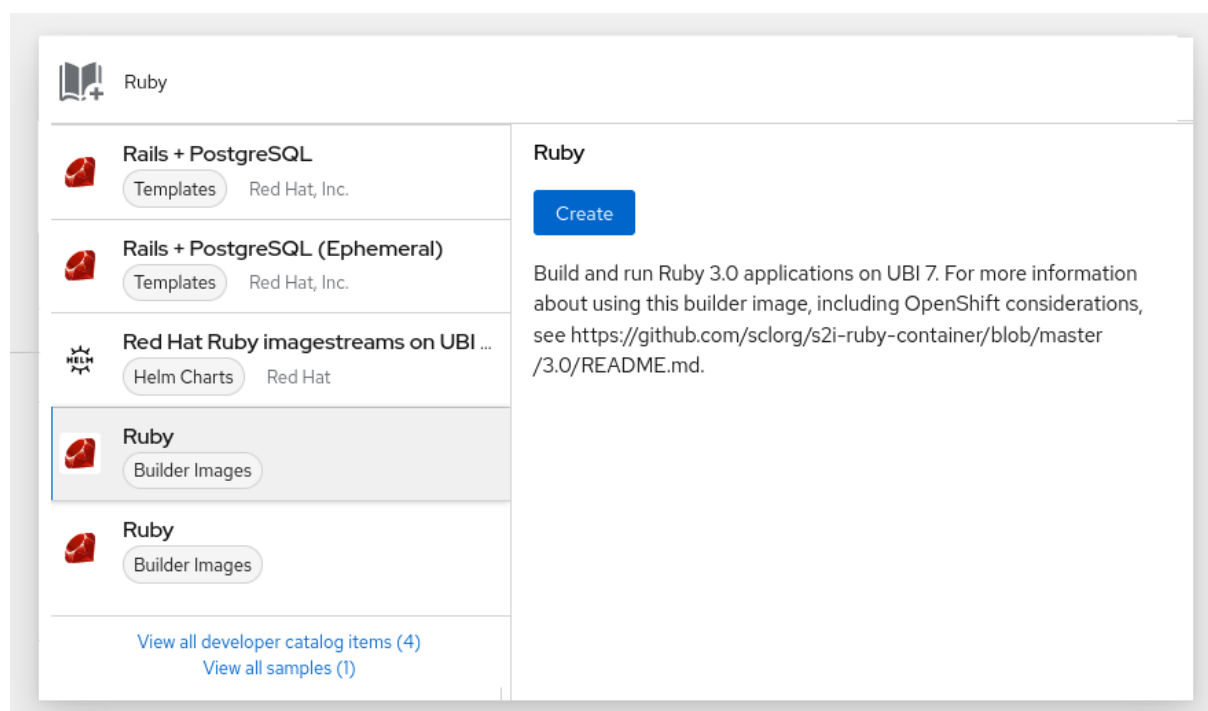 Ruby
Rails + PostgreSQL
Templates Red Hat, Inc.
Rails + PostgreSQL (Ephemeral)
Templates Red Hat, Inc.
HELM
Red Hat Ruby imagestreams on UBI ...
Helm Charts Red Hat
Ruby
Builder Images
Ruby
Builder Images
View all developer catalog items (4)
View all samples (1)
Ruby
Create
Build and run Ruby 3.0 applications on UBI 7. For more information
about using this builder image, including OpenShift considerations,
see https://github.com/sclorg/s2i-ruby-container/blob/master
/3.0/README.md.